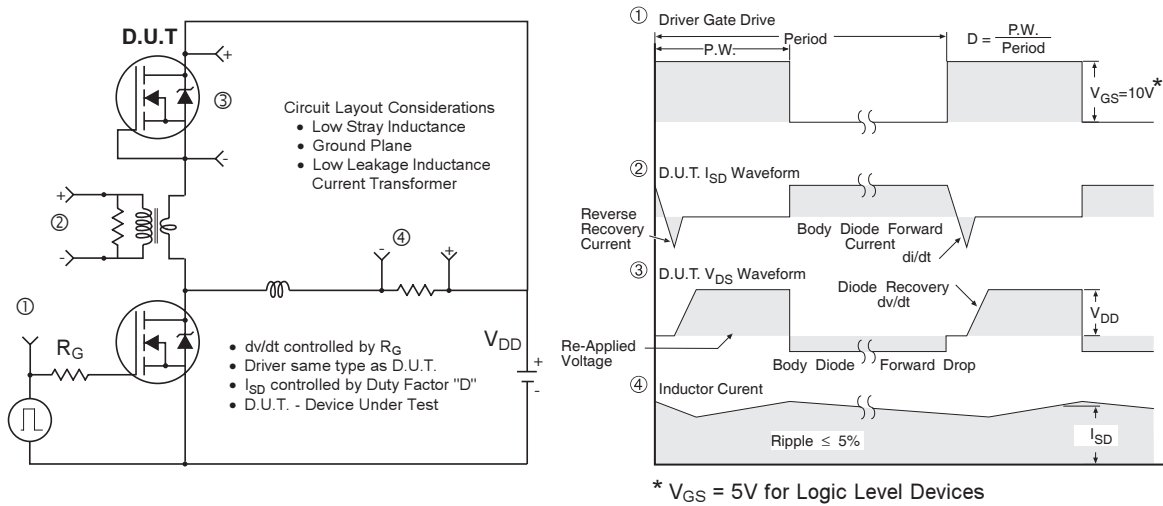 D.U.T
+
③
-
Circuit Layout Considerations
• Low Stray Inductance
• Ground Plane
• Low Leakage Inductance
Current Transformer
+
②
-
④
-
+
①
R_G
• dv/dt controlled by R_G
• Driver same type as D.U.T.
• I_SD controlled by Duty Factor "D"
• D.U.T. - Device Under Test
V_DD
+
-
① Driver Gate Drive
Period
P.W.
D = P.W. / Period
V_GS=10V *
② D.U.T. I_SD Waveform
Reverse
Recovery
Current
Body Diode Forward
Current
di/dt
③ D.U.T. V_DS Waveform
Diode Recovery
dv/dt
V_DD
Re-Applied
Voltage
Body Diode Forward Drop
④ Inductor Curent
Ripple ≤ 5%
I_SD
* V_GS = 5V for Logic Level Devices